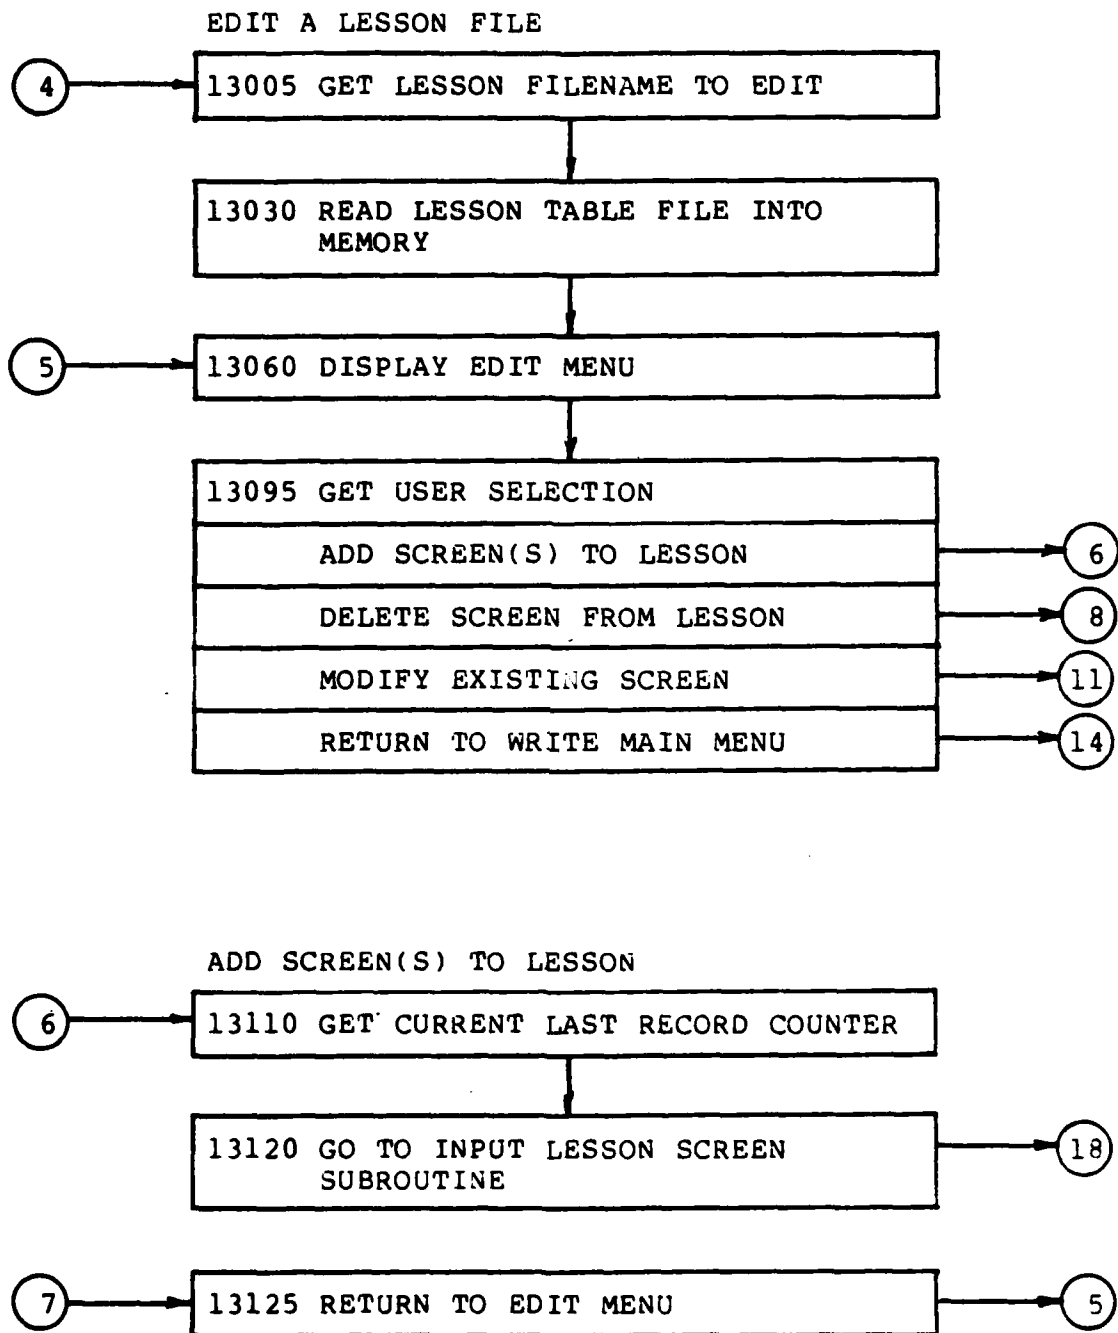 EDIT A LESSON FILE
4
13005 GET LESSON FILENAME TO EDIT
13030 READ LESSON TABLE FILE INTO
MEMORY
5
13060 DISPLAY EDIT MENU
13095 GET USER SELECTION
ADD SCREEN(S) TO LESSON
6
DELETE SCREEN FROM LESSON
8
MODIFY EXISTING SCREEN
11
RETURN TO WRITE MAIN MENU
14
ADD SCREEN(S) TO LESSON
6
13110 GET CURRENT LAST RECORD COUNTER
13120 GO TO INPUT LESSON SCREEN
SUBROUTINE
18
7
13125 RETURN TO EDIT MENU
5